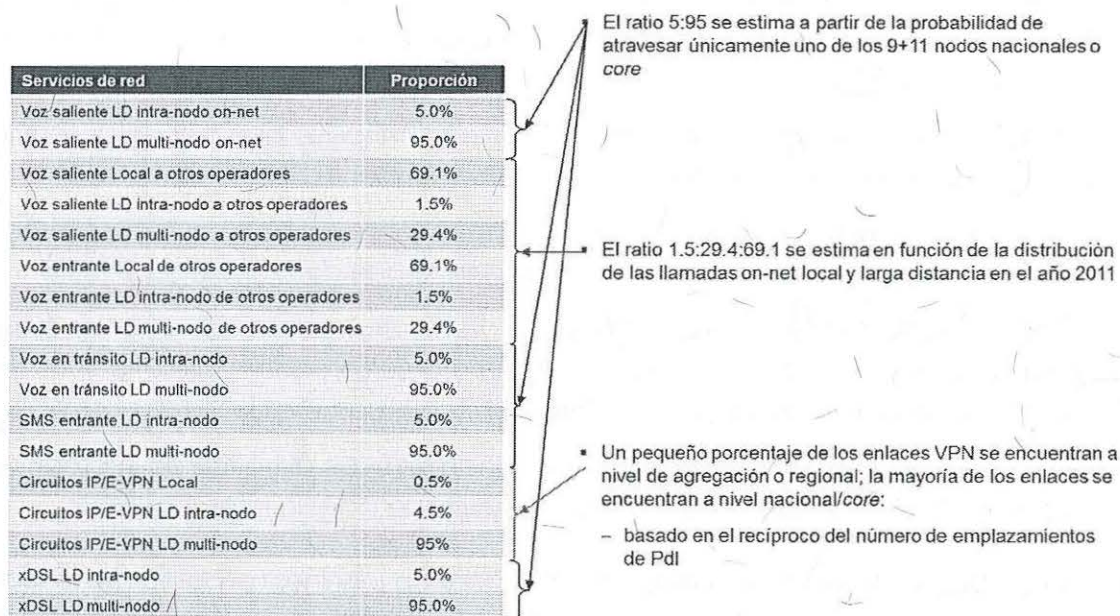 Servicios de red Proporción
Voz saliente LD intra-nodo on-net 5.0%
Voz saliente LD multi-nodo on-net 95.0%
Voz saliente Local a otros operadores 69.1%
Voz saliente LD intra-nodo a otros operadores 1.5%
Voz saliente LD multi-nodo a otros operadores 29.4%
Voz entrante Local de otros operadores 69.1%
Voz entrante LD intra-nodo de otros operadores 1.5%
Voz entrante LD multi-nodo de otros operadores 29.4%
Voz en tránsito LD intra-nodo 5.0%
Voz en tránsito LD multi-nodo 95.0%
SMS entrante LD intra-nodo 5.0%
SMS entrante LD multi-nodo 95.0%
Circuitos IP/E-VPN Local 0.5%
Circuitos IP/E-VPN LD intra-nodo 4.5%
Circuitos IP/E-VPN LD multi-nodo 95%
xDSL LD intra-nodo 5.0%
xDSL LD multi-nodo 95.0%
▪ El ratio 5:95 se estima a partir de la probabilidad de
atravesar únicamente uno de los 9+11 nodos nacionales o
core
▪ El ratio 1.5:29.4:69.1 se estima en función de la distribución
de las llamadas on-net local y larga distancia en el año 2011
▪ Un pequeño porcentaje de los enlaces VPN se encuentran a
nivel de agregación o regional; la mayoría de los enlaces se
encuentran a nivel nacional/core:
– basado en el recíproco del número de emplazamientos
de PdI